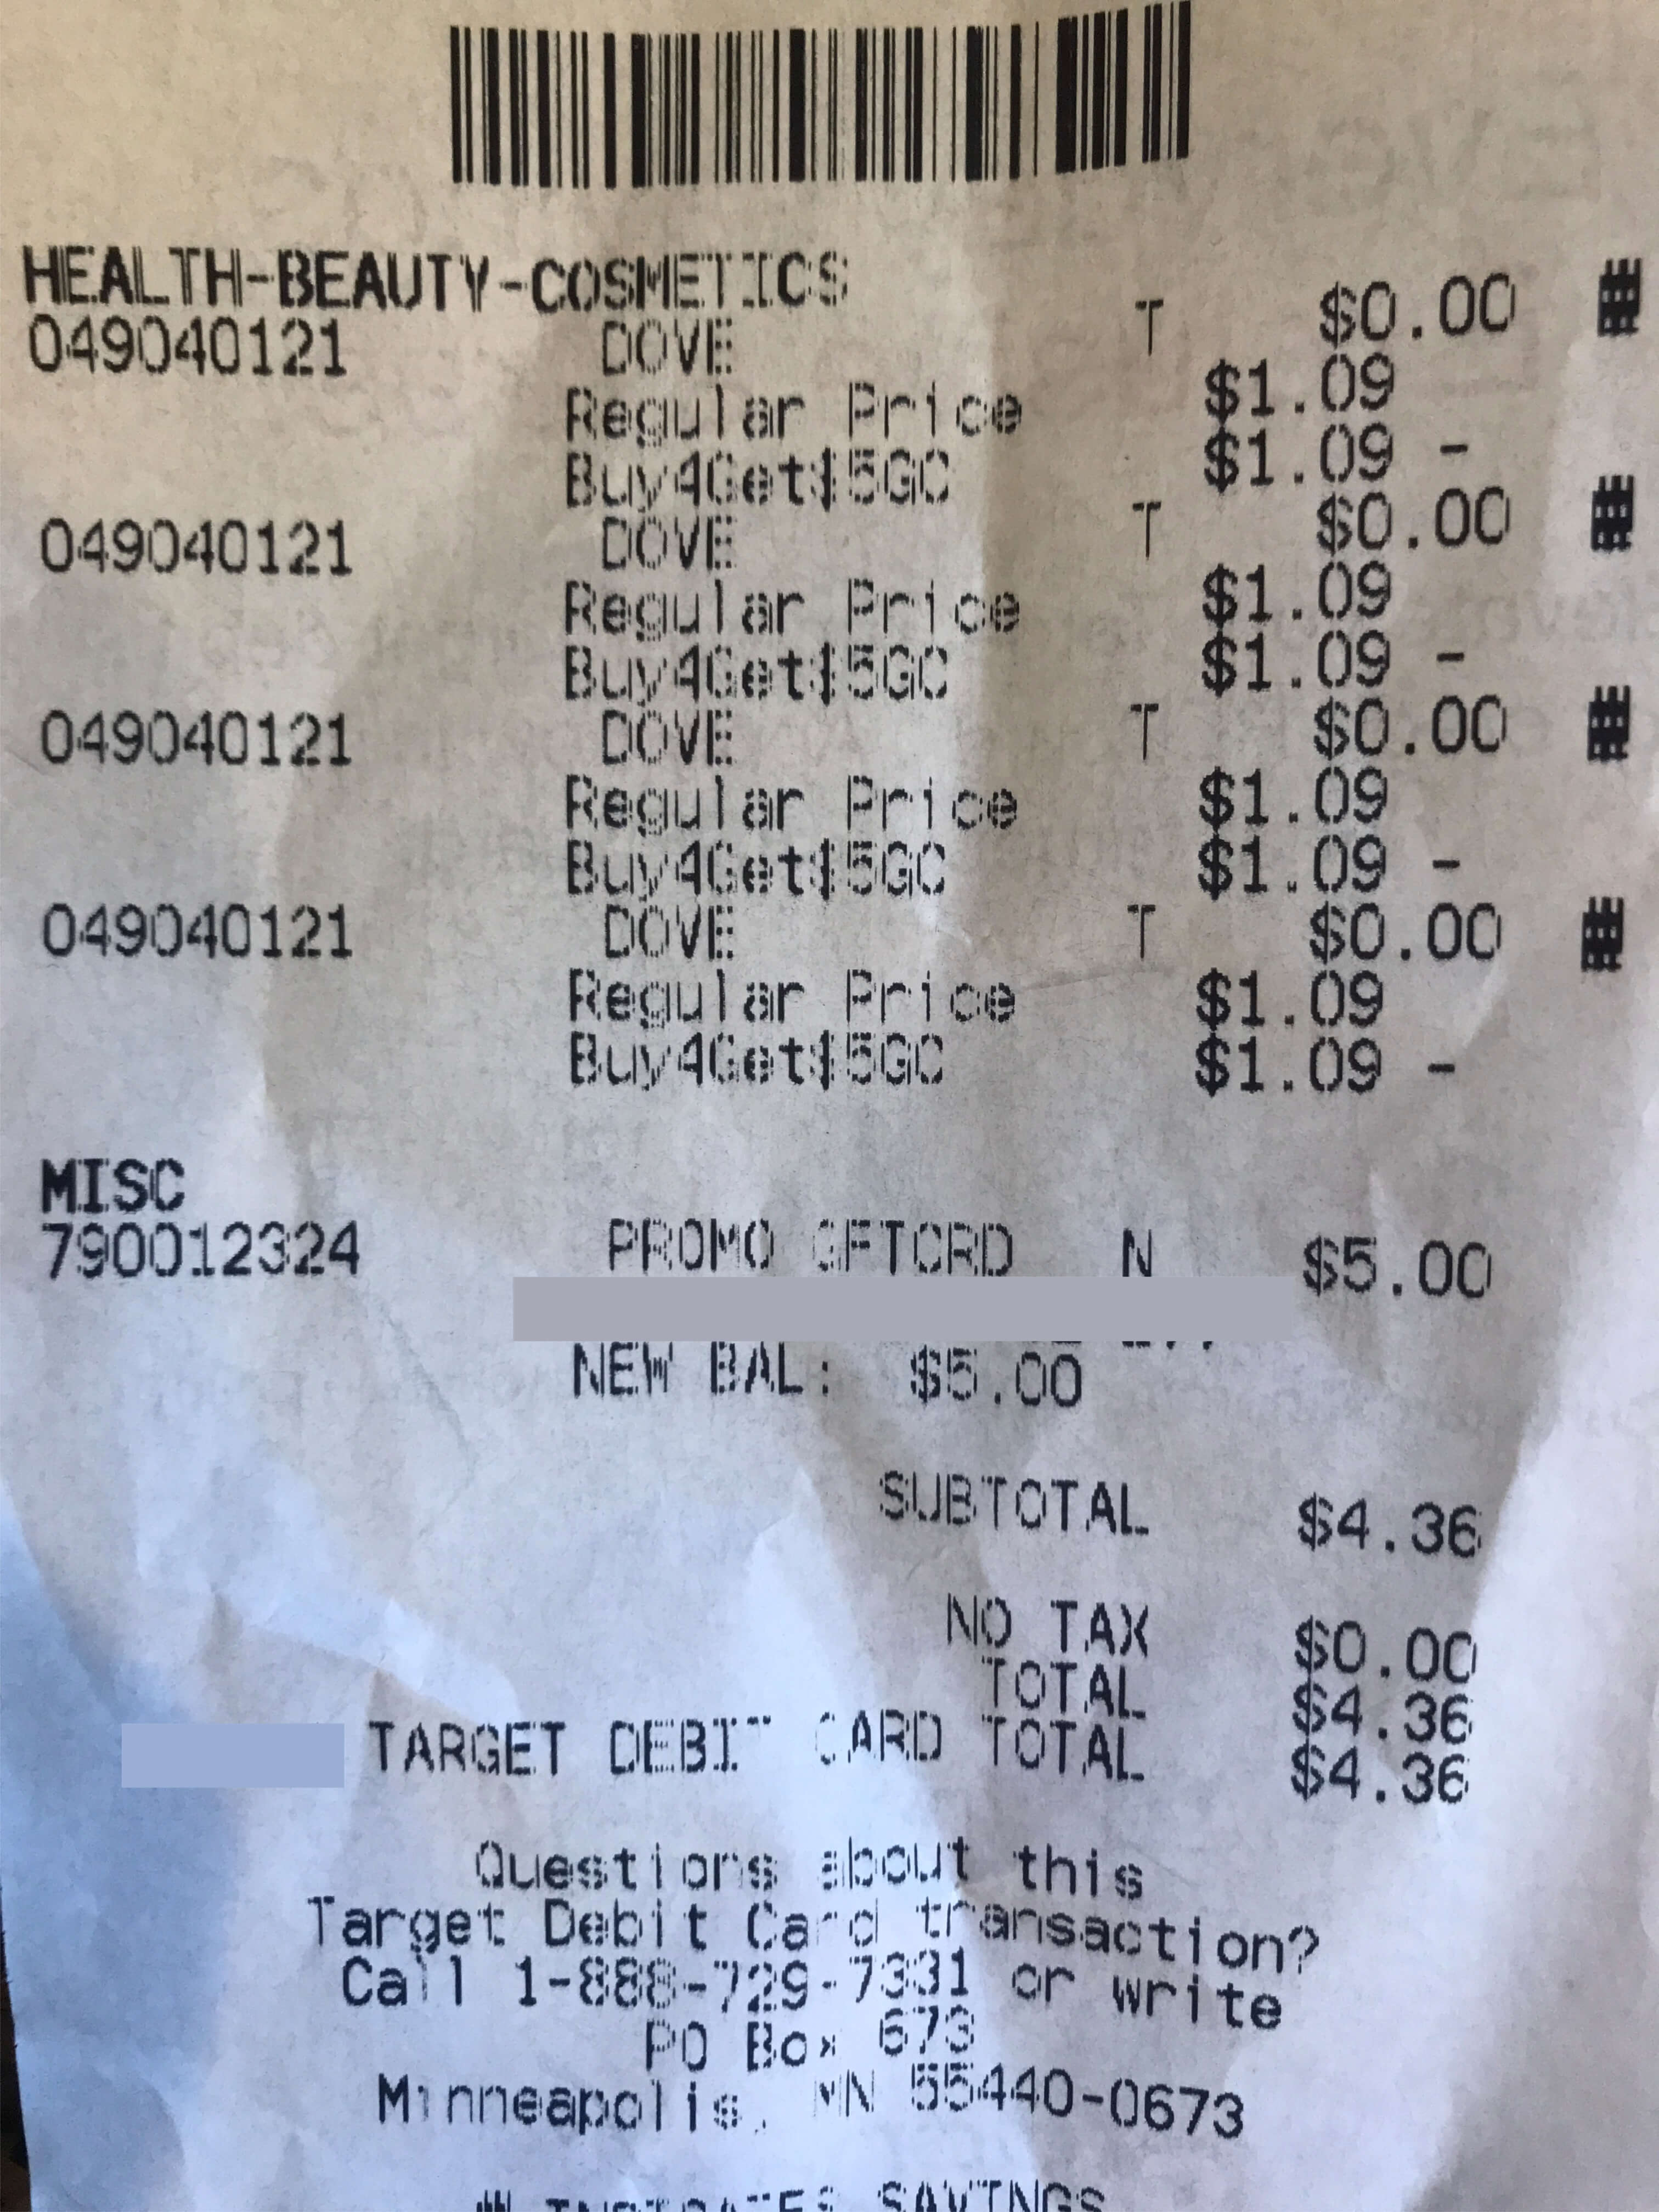 HEALTH-BEAUTY-COSMETICS
049040121 DOVE T $0.00 #
Regular Price $1.09
Buy4Get$5GC $1.09 -
049040121 DOVE T $0.00 #
Regular Price $1.09
Buy4Get$5GC $1.09 -
049040121 DOVE T $0.00 #
Regular Price $1.09
Buy4Get$5GC $1.09 -
049040121 DOVE T $0.00 #
Regular Price $1.09
Buy4Get$5GC $1.09 -
MISC
790012324 PROMO GFTCRD N $5.00
NEW BAL: $5.00
SUBTOTAL $4.36
NO TAX $0.00
TOTAL $4.36
TARGET DEBIT CARD TOTAL $4.36
Questions about this
Target Debit Card transaction?
Call 1-888-729-7331 or write
PO Box 673
Minneapolis, MN 55440-0673
# INDICATES SAVINGS